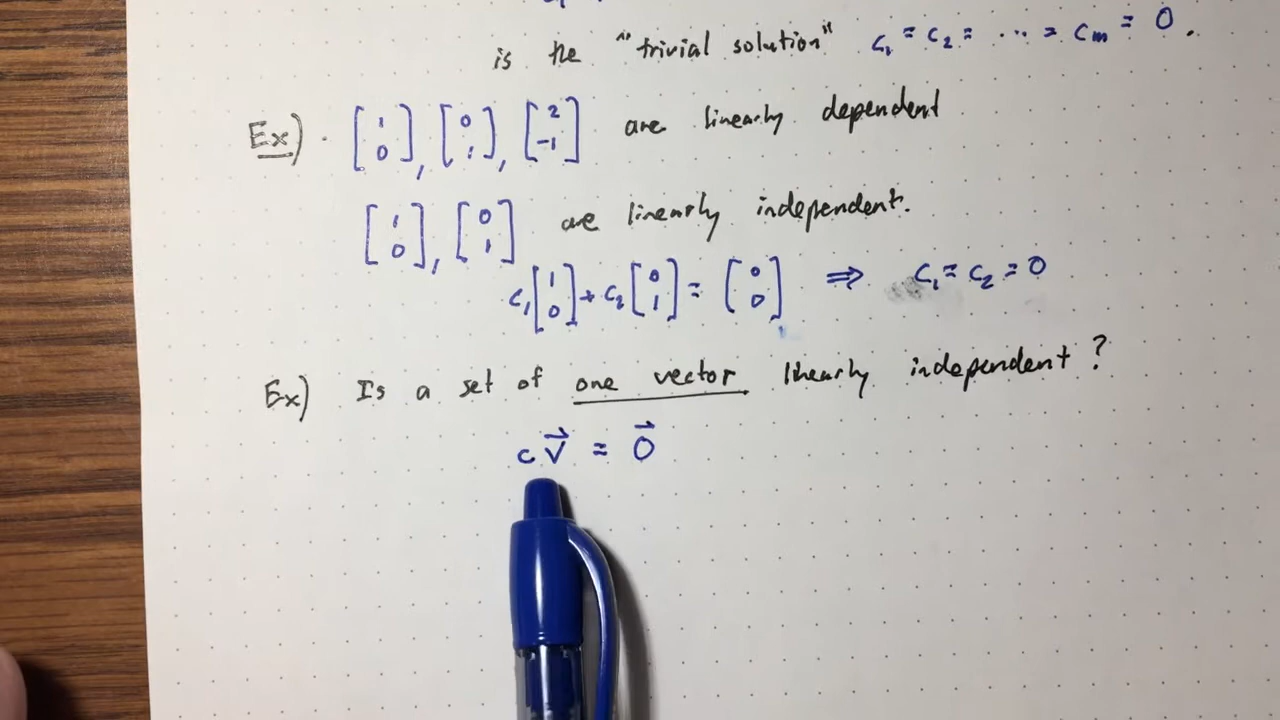 is the "trivial solution" c₁ = c₂ = ... = cₘ = 0.
Ex) · [1 0], [0 1], [2 -1] are linearly dependent
[1 0], [0 1] are linearly independent.
c₁[1 0] + c₂[0 1] = [0 0] ⇒ c₁ = c₂ = 0
Ex) Is a set of one vector linearly independent?
c v⃗ = 0⃗